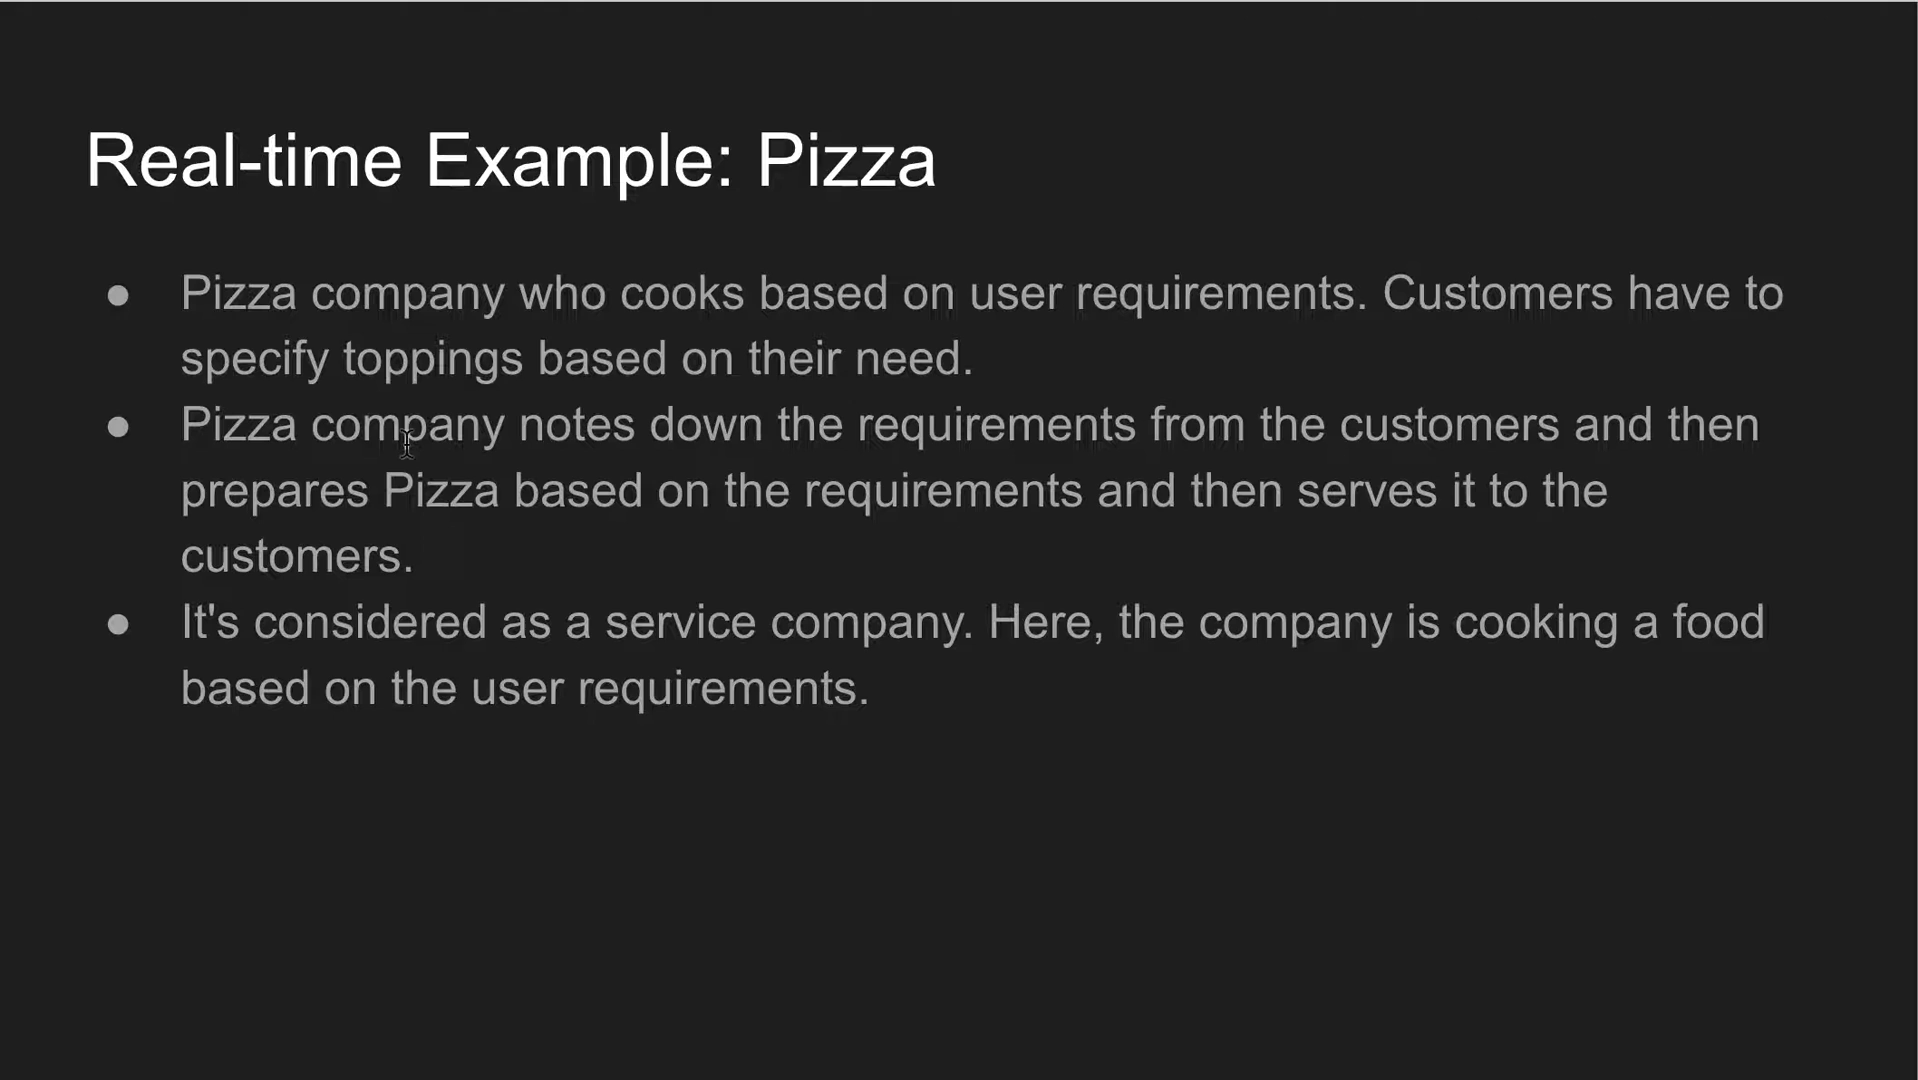 Real-time Example: Pizza
● Pizza company who cooks based on user requirements. Customers have to
specify toppings based on their need.
● Pizza company notes down the requirements from the customers and then
prepares Pizza based on the requirements and then serves it to the
customers.
● It's considered as a service company. Here, the company is cooking a food
based on the user requirements.